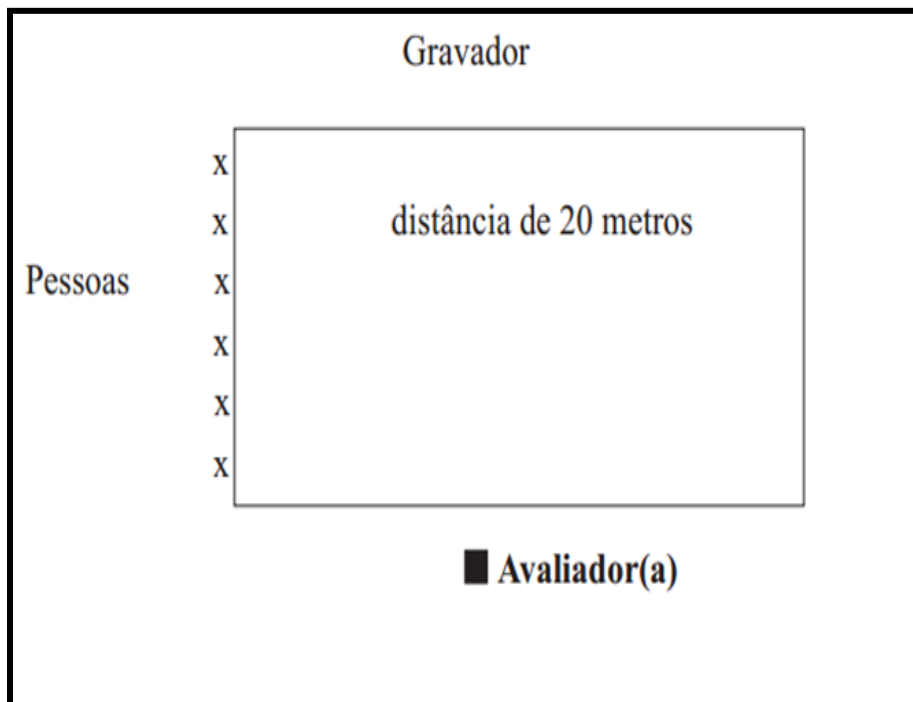 Gravador
x
x distância de 20 metros
Pessoas x
x
x
x
Avaliador(a)